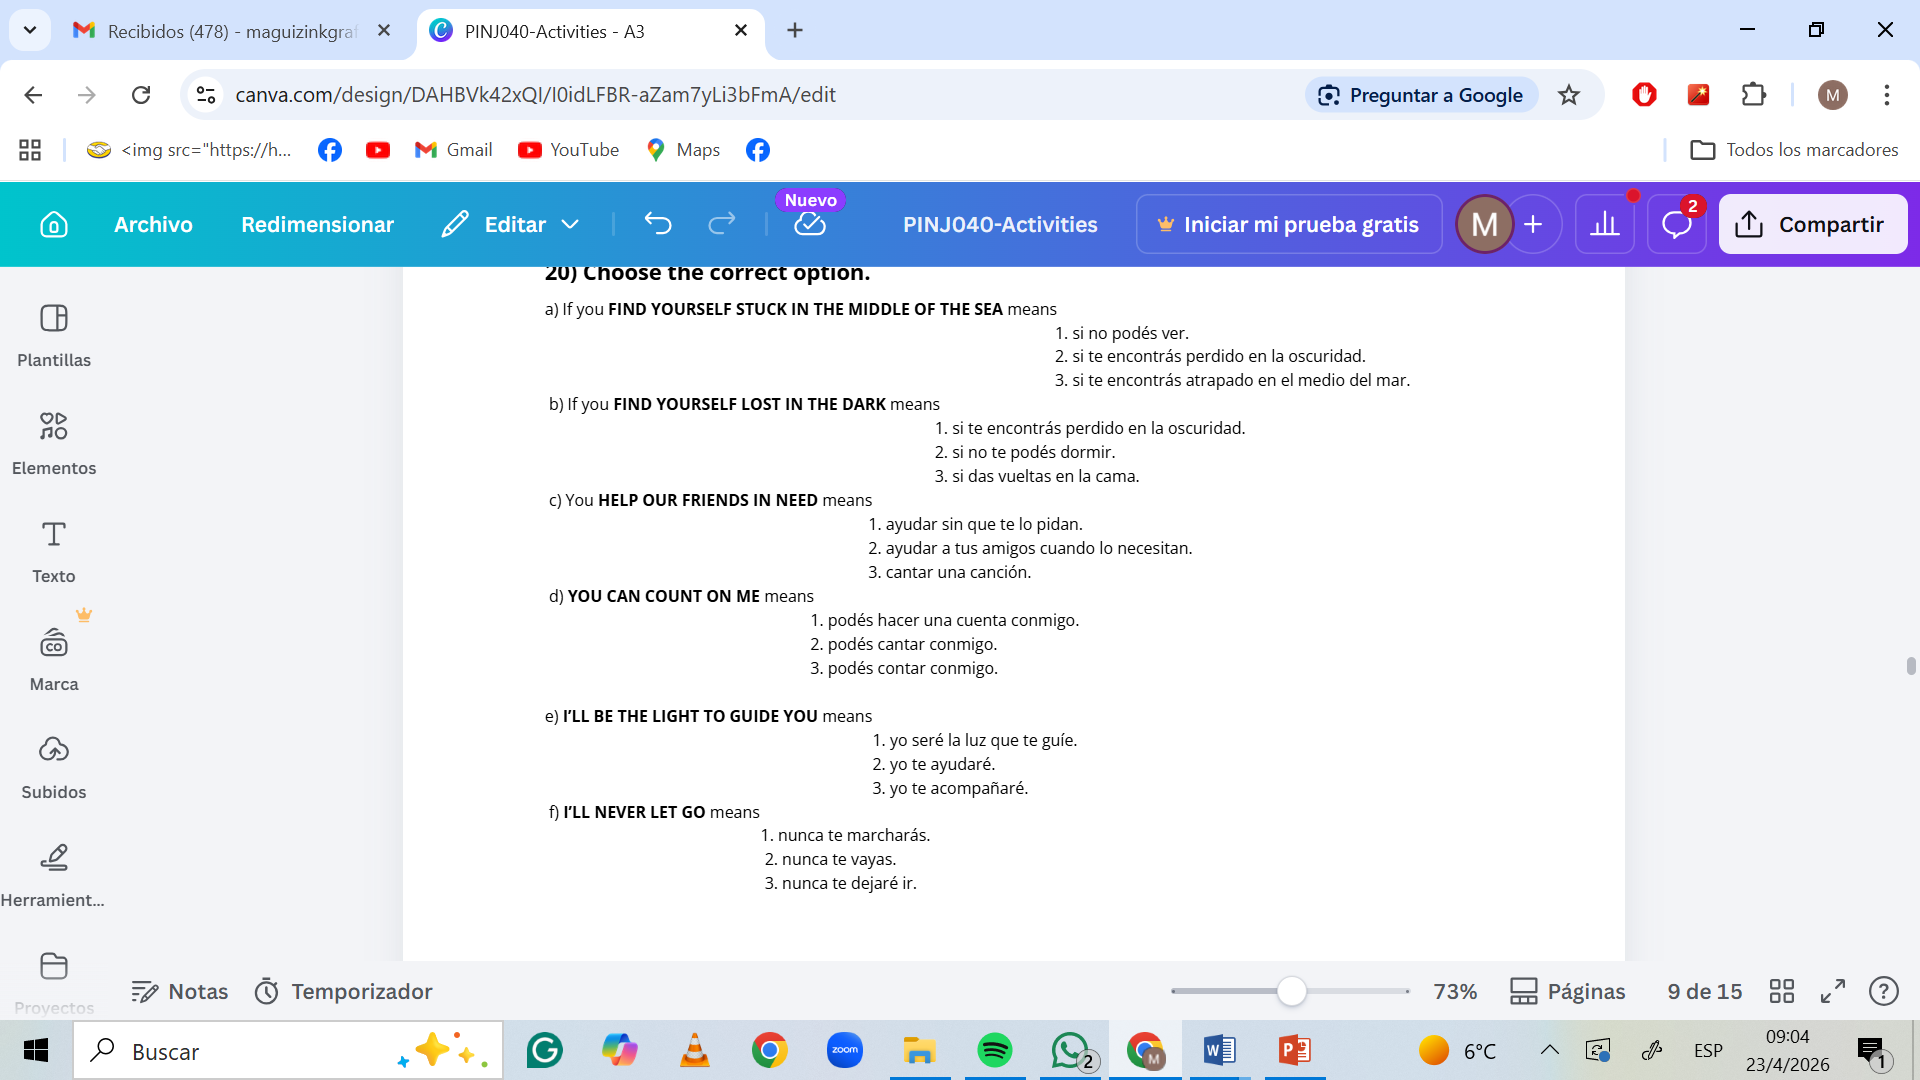 Recibidos (478) - maguizinkgraf
PINJ040-Activities - A3
canva.com/design/DAHBVk42xQI/I0idLFBR-aZam7yLi3bFmA/edit
Preguntar a Google
M
<img src="https://h...
Gmail
YouTube
Maps
Todos los marcadores
Archivo
Redimensionar
Editar
Nuevo
PINJ040-Activities
Iniciar mi prueba gratis
M
2
Compartir
Plantillas
Elementos
Texto
Marca
Subidos
Herramient...
Proyectos
20) Choose the correct option.
a) If you FIND YOURSELF STUCK IN THE MIDDLE OF THE SEA means
1. si no podés ver.
2. si te encontrás perdido en la oscuridad.
3. si te encontrás atrapado en el medio del mar.
b) If you FIND YOURSELF LOST IN THE DARK means
1. si te encontrás perdido en la oscuridad.
2. si no te podés dormir.
3. si das vueltas en la cama.
c) You HELP OUR FRIENDS IN NEED means
1. ayudar sin que te lo pidan.
2. ayudar a tus amigos cuando lo necesitan.
3. cantar una canción.
d) YOU CAN COUNT ON ME means
1. podés hacer una cuenta conmigo.
2. podés cantar conmigo.
3. podés contar conmigo.
e) I’LL BE THE LIGHT TO GUIDE YOU means
1. yo seré la luz que te guíe.
2. yo te ayudaré.
3. yo te acompañaré.
f) I’LL NEVER LET GO means
1. nunca te marcharás.
2. nunca te vayas.
3. nunca te dejaré ir.
Notas
Temporizador
73%
Páginas
9 de 15
Buscar
zoom
2
M
6°C
ESP
09:04
23/4/2026
1